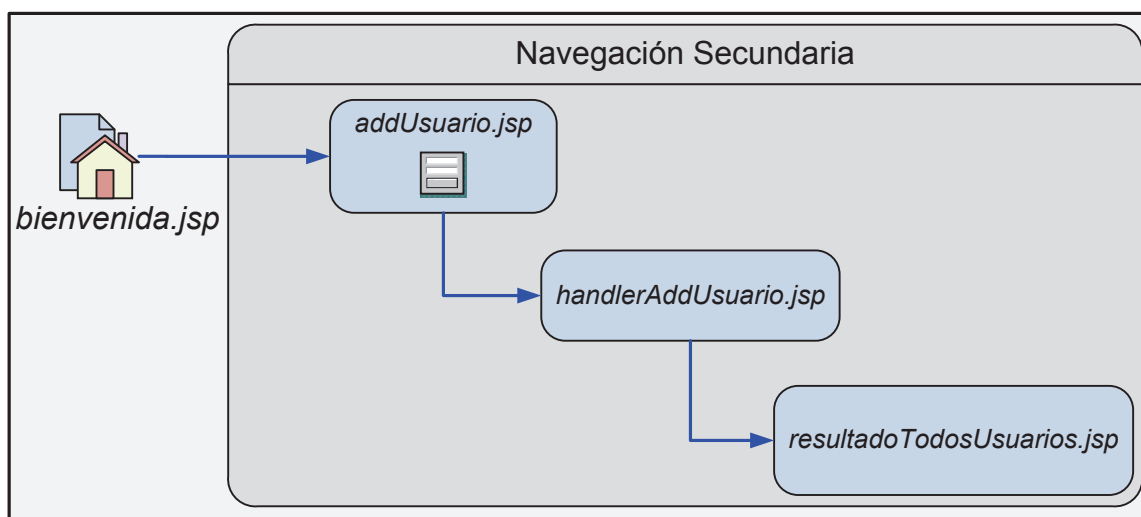 Navegación Secundaria
addUsuario.jsp
bienvenida.jsp
handlerAddUsuario.jsp
resultadoTodosUsuarios.jsp